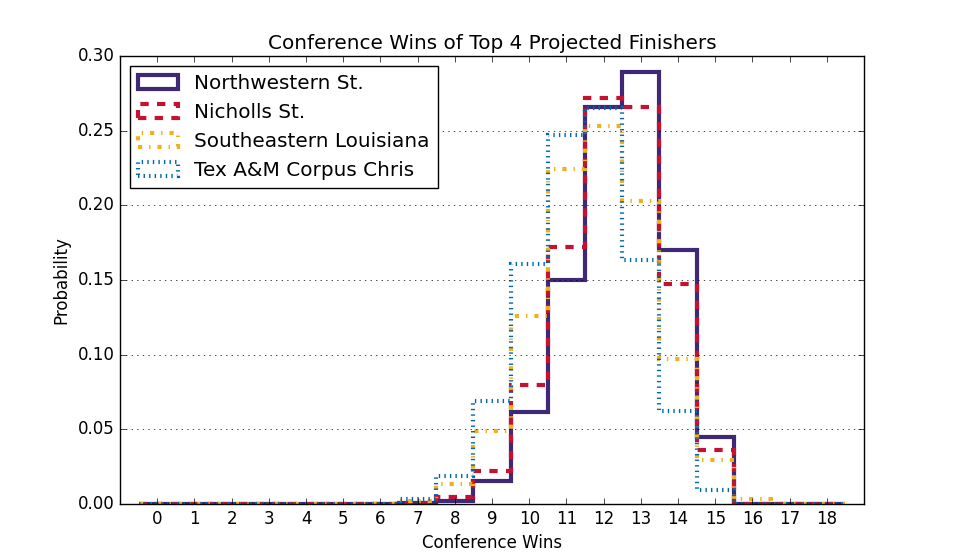 Conference Wins of Top 4 Projected Finishers
Northwestern St.
Nicholls St.
Southeastern Louisiana
Tex A&M Corpus Chris
0.30
0.25
0.20
0.15
0.10
0.05
0.00
Probability
0 1 2 3 4 5 6 7 8 9 10 11 12 13 14 15 16 17 18
Conference Wins